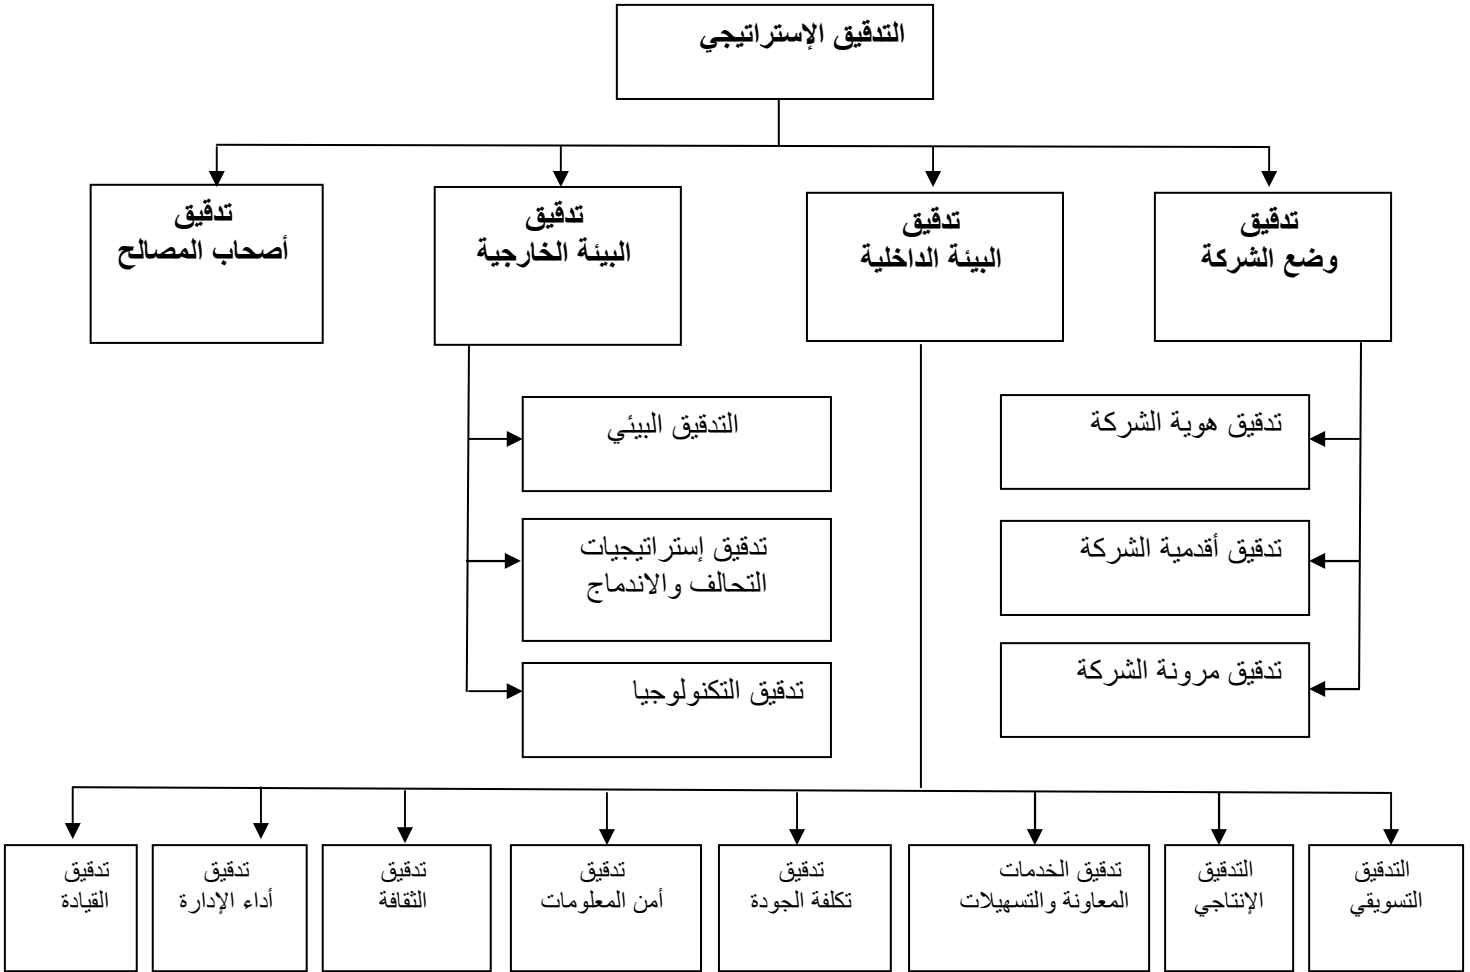 التدقيق الإستراتيجي
تدقيق
وضع الشركة
تدقيق
البيئة الداخلية
تدقيق
البيئة الخارجية
تدقيق
أصحاب المصالح
تدقيق هوية الشركة
تدقيق أقدمية الشركة
تدقيق مرونة الشركة
التدقيق البيئي
تدقيق إستراتيجيات
التحالف والاندماج
تدقيق التكنولوجيا
التدقيق
التسويقي
التدقيق
الإنتاجي
تدقيق الخدمات
المعاونة والتسهيلات
تدقيق
تكلفة الجودة
تدقيق
أمن المعلومات
تدقيق
الثقافة
تدقيق
أداء الإدارة
تدقيق
القيادة